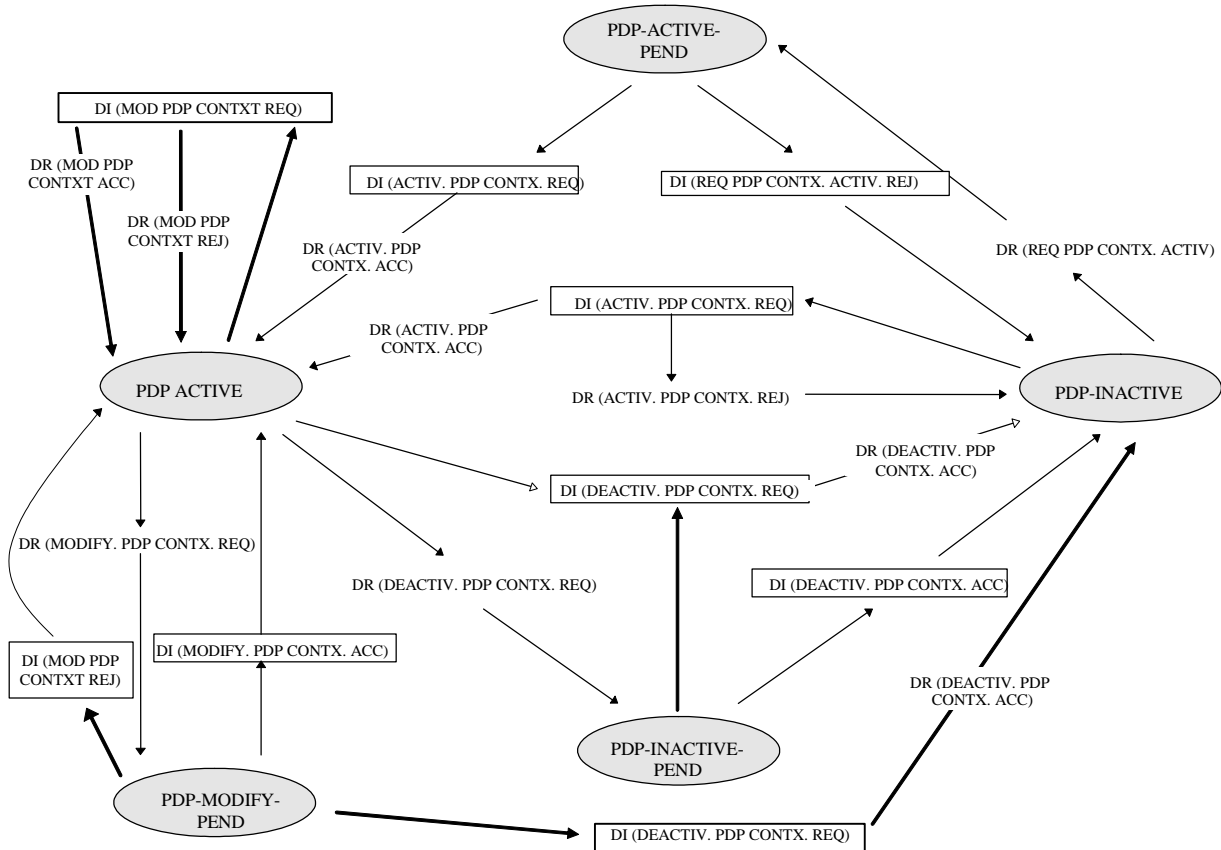 PDP-ACTIVE-
PEND
DI (MOD PDP CONTXT REQ)
DR (MOD PDP
CONTXT ACC)
DI (ACTIV. PDP CONTX. REQ)
DI (REQ PDP CONTX. ACTIV. REJ)
DR (MOD PDP
CONTXT REJ)
DR (ACTIV. PDP
CONTX. ACC)
DR (REQ PDP CONTX. ACTIV)
DI (ACTIV. PDP CONTX. REQ)
DR (ACTIV. PDP
CONTX. ACC)
PDP ACTIVE
DR (ACTIV. PDP CONTX. REJ)
PDP-INACTIVE
DR (DEACTIV. PDP
CONTX. ACC)
DI (DEACTIV. PDP CONTX. REQ)
DR (MODIFY. PDP CONTX. REQ)
DR (DEACTIV. PDP CONTX. REQ)
DI (DEACTIV. PDP CONTX. ACC)
DI (MOD PDP
CONTXT REJ)
DI (MODIFY. PDP CONTX. ACC)
DR (DEACTIV. PDP
CONTX. ACC)
PDP-INACTIVE-
PEND
PDP-MODIFY-
PEND
DI (DEACTIV. PDP CONTX. REQ)